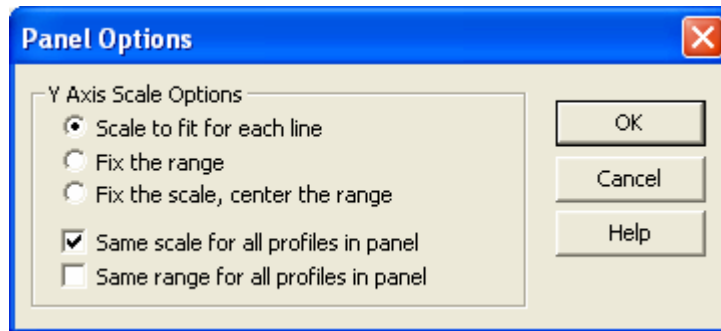 Panel Options
Y Axis Scale Options
Scale to fit for each line
Fix the range
Fix the scale, center the range
Same scale for all profiles in panel
Same range for all profiles in panel
OK
Cancel
Help